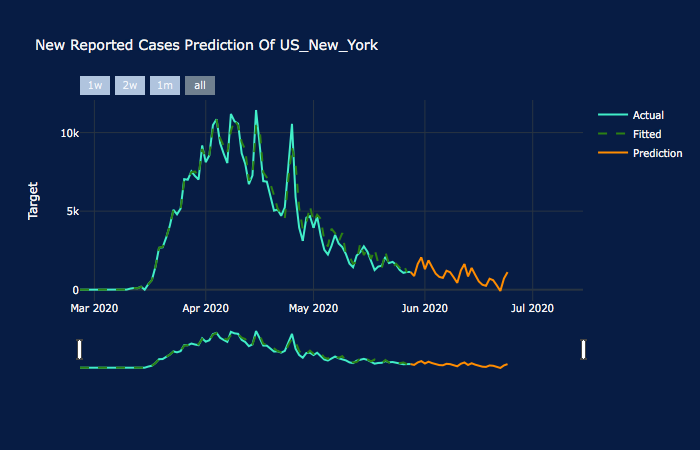 New Reported Cases Prediction Of US_New_York
1w 2w 1m all
Actual
Fitted
Prediction
Target
10k
5k
0
Mar 2020 Apr 2020 May 2020 Jun 2020 Jul 2020